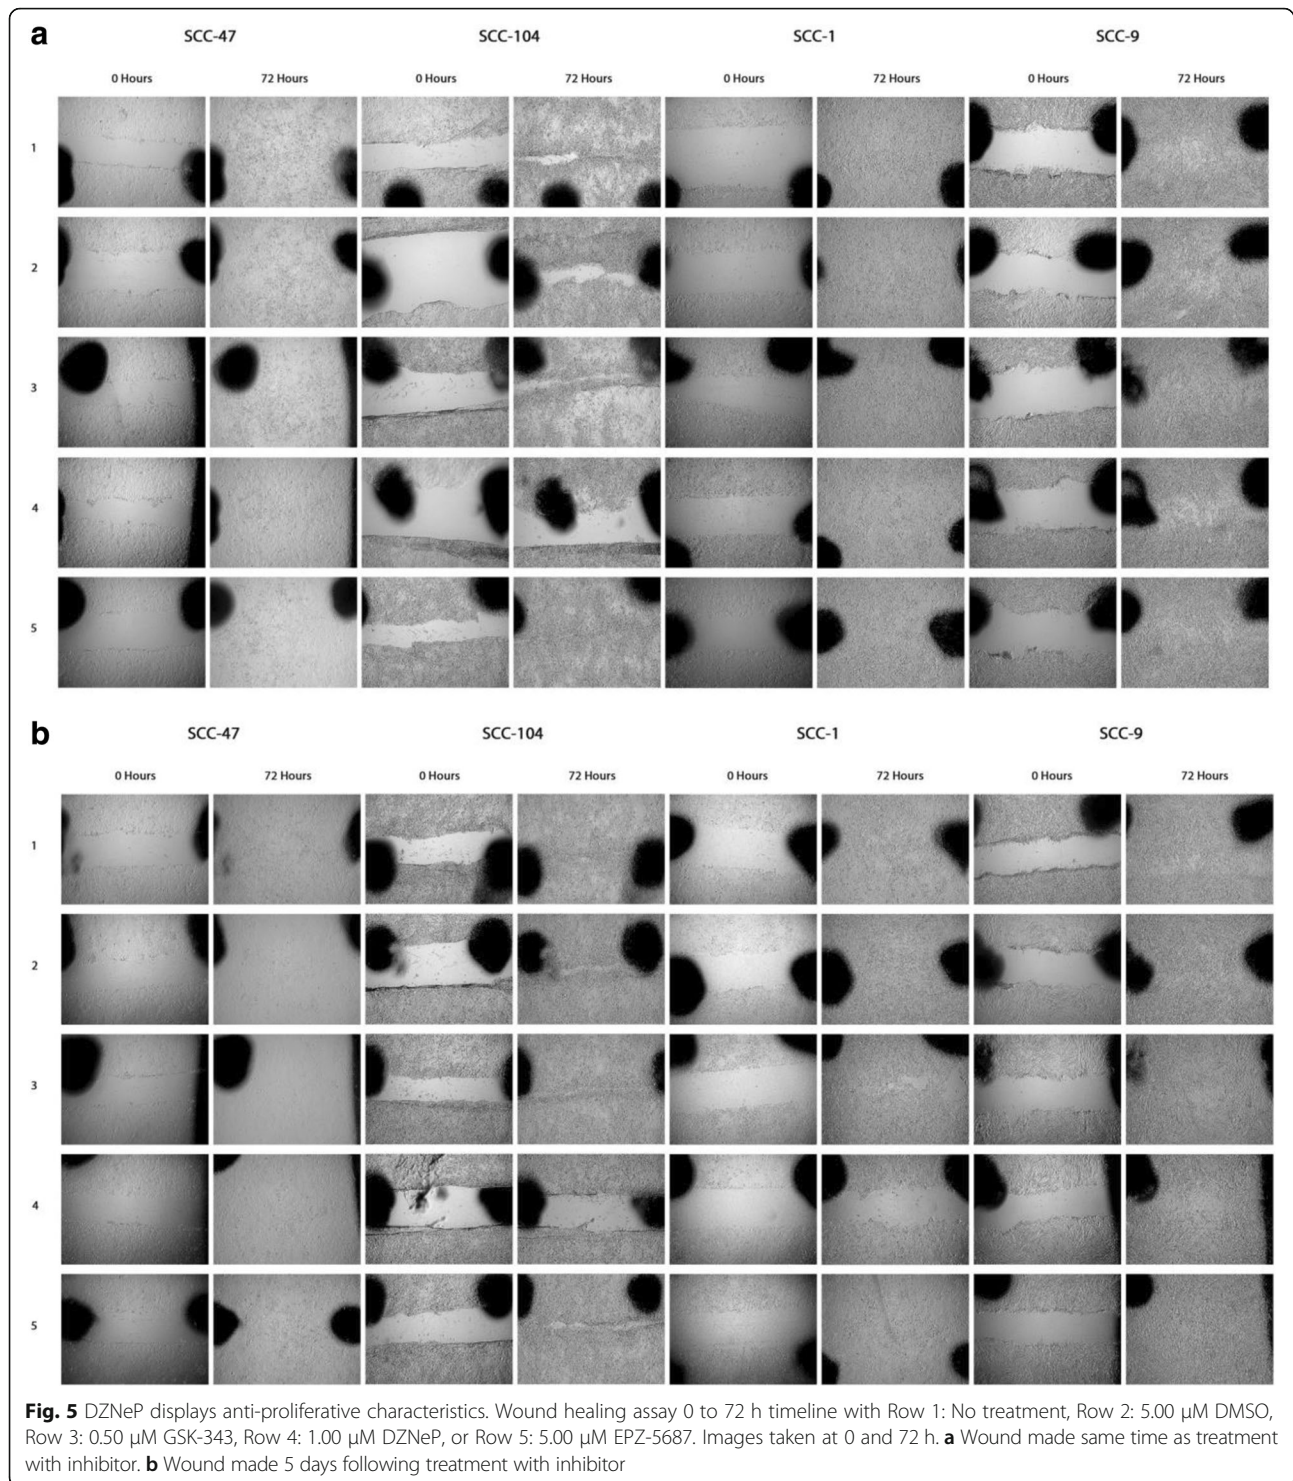 a
SCC-47 SCC-104 SCC-1 SCC-9
0 Hours 72 Hours 0 Hours 72 Hours 0 Hours 72 Hours 0 Hours 72 Hours
1
2
3
4
5
b
SCC-47 SCC-104 SCC-1 SCC-9
0 Hours 72 Hours 0 Hours 72 Hours 0 Hours 72 Hours 0 Hours 72 Hours
1
2
3
4
5
Fig. 5 DZNeP displays anti-proliferative characteristics. Wound healing assay 0 to 72 h timeline with Row 1: No treatment, Row 2: 5.00 μM DMSO,
Row 3: 0.50 μM GSK-343, Row 4: 1.00 μM DZNeP, or Row 5: 5.00 μM EPZ-5687. Images taken at 0 and 72 h. a Wound made same time as treatment
with inhibitor. b Wound made 5 days following treatment with inhibitor